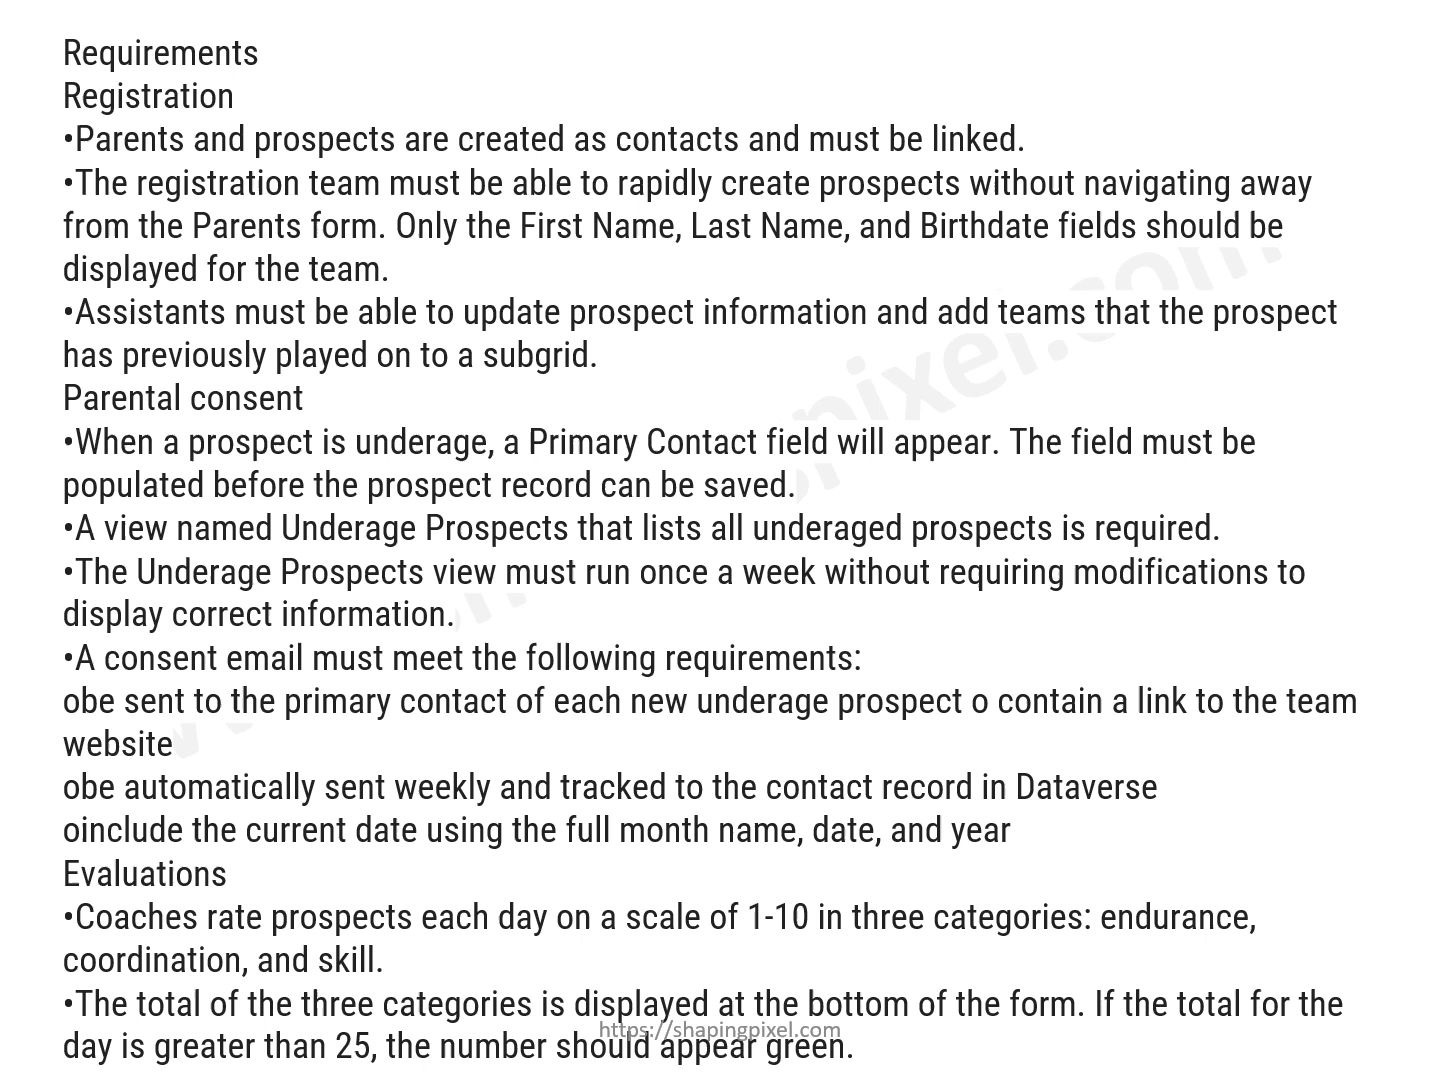 Requirements
Registration
•Parents and prospects are created as contacts and must be linked.
•The registration team must be able to rapidly create prospects without navigating away
from the Parents form. Only the First Name, Last Name, and Birthdate fields should be
displayed for the team.
•Assistants must be able to update prospect information and add teams that the prospect
has previously played on to a subgrid.
Parental consent
•When a prospect is underage, a Primary Contact field will appear. The field must be
populated before the prospect record can be saved.
•A view named Underage Prospects that lists all underaged prospects is required.
•The Underage Prospects view must run once a week without requiring modifications to
display correct information.
•A consent email must meet the following requirements:
obe sent to the primary contact of each new underage prospect o contain a link to the team
website
obe automatically sent weekly and tracked to the contact record in Dataverse
oinclude the current date using the full month name, date, and year
Evaluations
•Coaches rate prospects each day on a scale of 1-10 in three categories: endurance,
coordination, and skill.
•The total of the three categories is displayed at the bottom of the form. If the total for the
https://shapingpixel.com
day is greater than 25, the number should appear green.